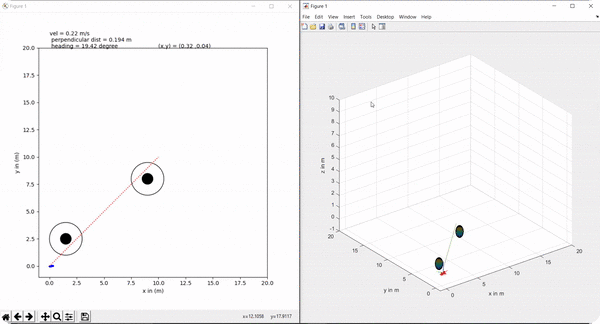 Figure 1
vel = 0.22 m/s
perpendicular dist = 0.194 m
heading = 19.42 degree (x,y) = (0.32 ,0.04)
20.0
17.5
15.0
12.5
10.0
7.5
5.0
2.5
0.0
y in (m)
0.0 2.5 5.0 7.5 10.0 12.5 15.0 17.5 20.0
x in (m)
x=12.1058 y=17.9117
Figure 1
File Edit View Insert Tools Desktop Window Help
10
9
8
7
6
5
4
3
2
1
0
-1
z in m
20
15
10
5
0
y in m
0
5
10
15
20
x in m